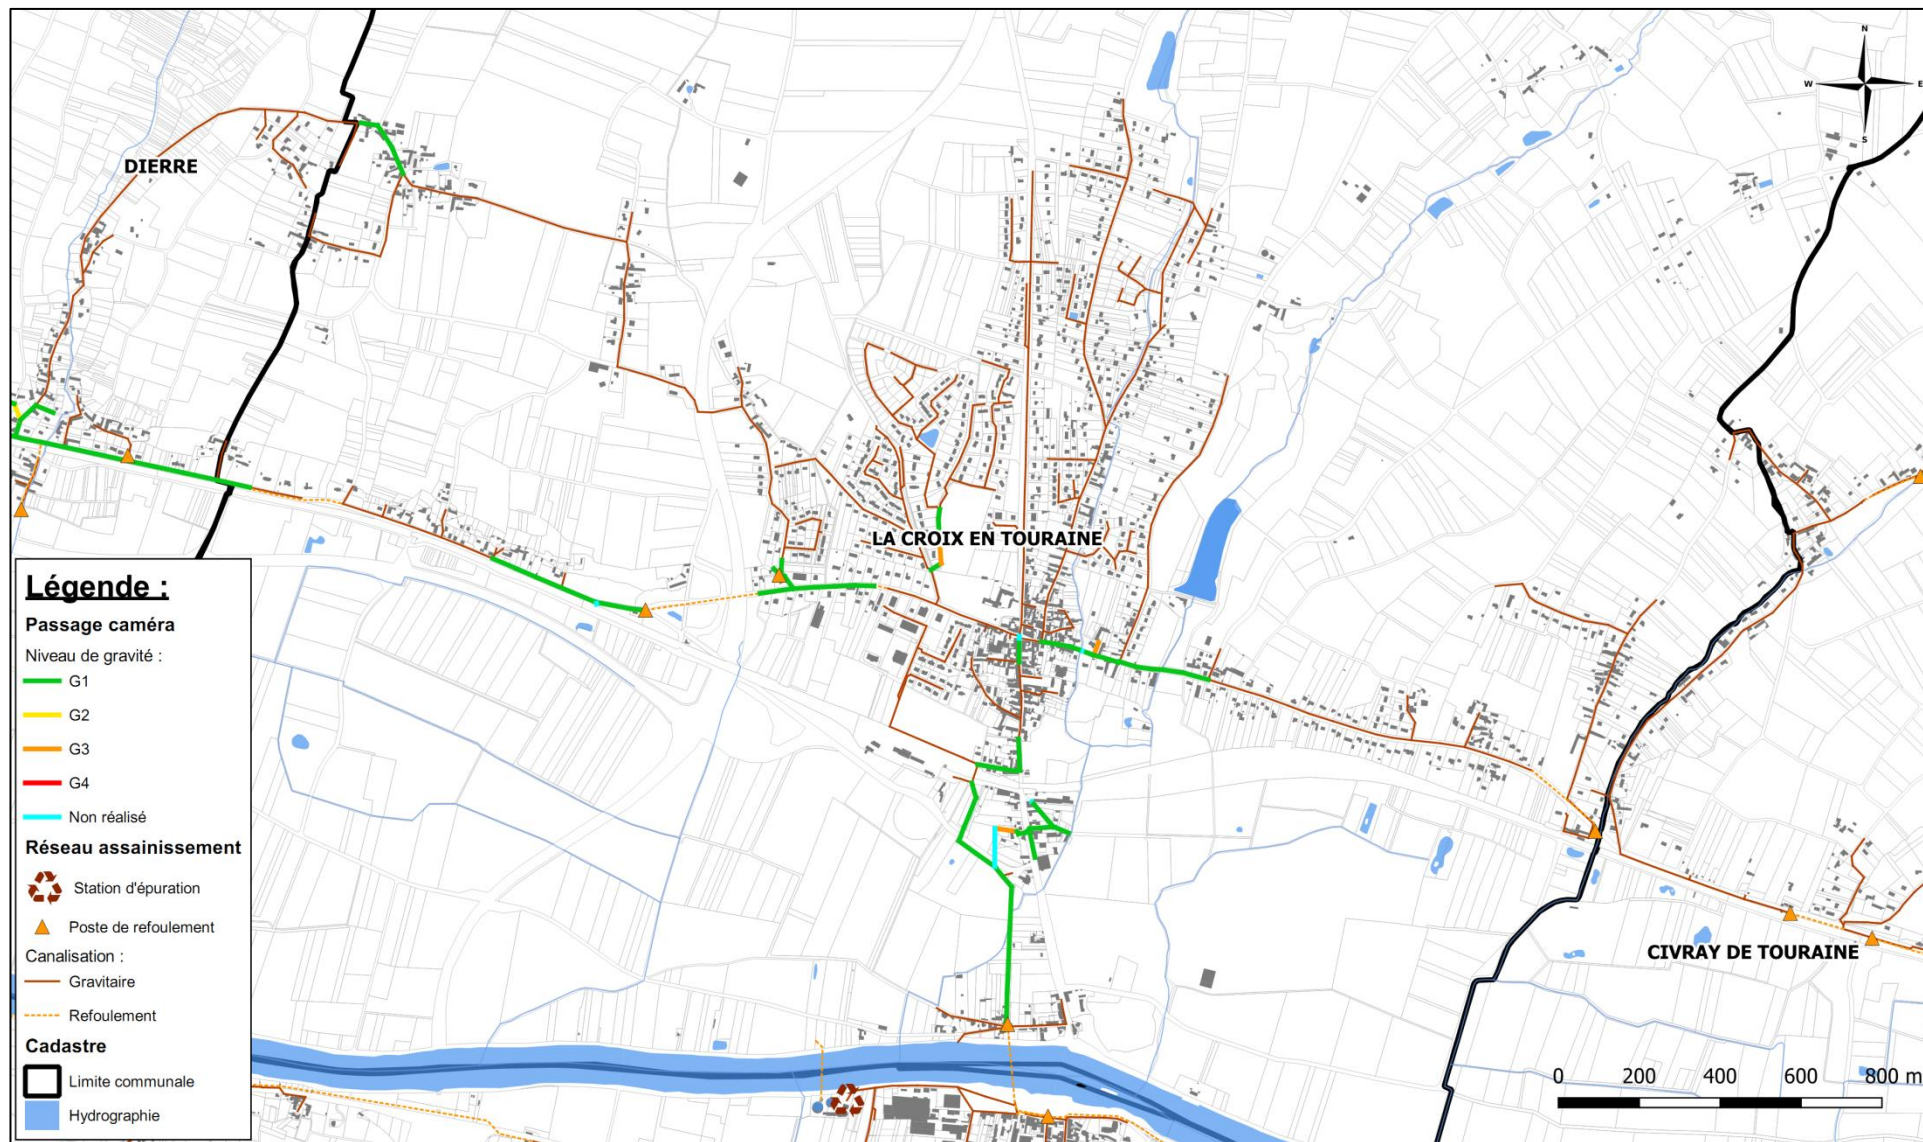 N
W
E
S
DIERRE
LA CROIX EN TOURAINE
CIVRAY DE TOURAINE
Légende :
Passage caméra
Niveau de gravité :
G1
G2
G3
G4
Non réalisé
Réseau assainissement
Station d'épuration
Poste de refoulement
Canalisation :
Gravitaire
Refoulement
Cadastre
Limite communale
Hydrographie
0 200 400 600 800 m